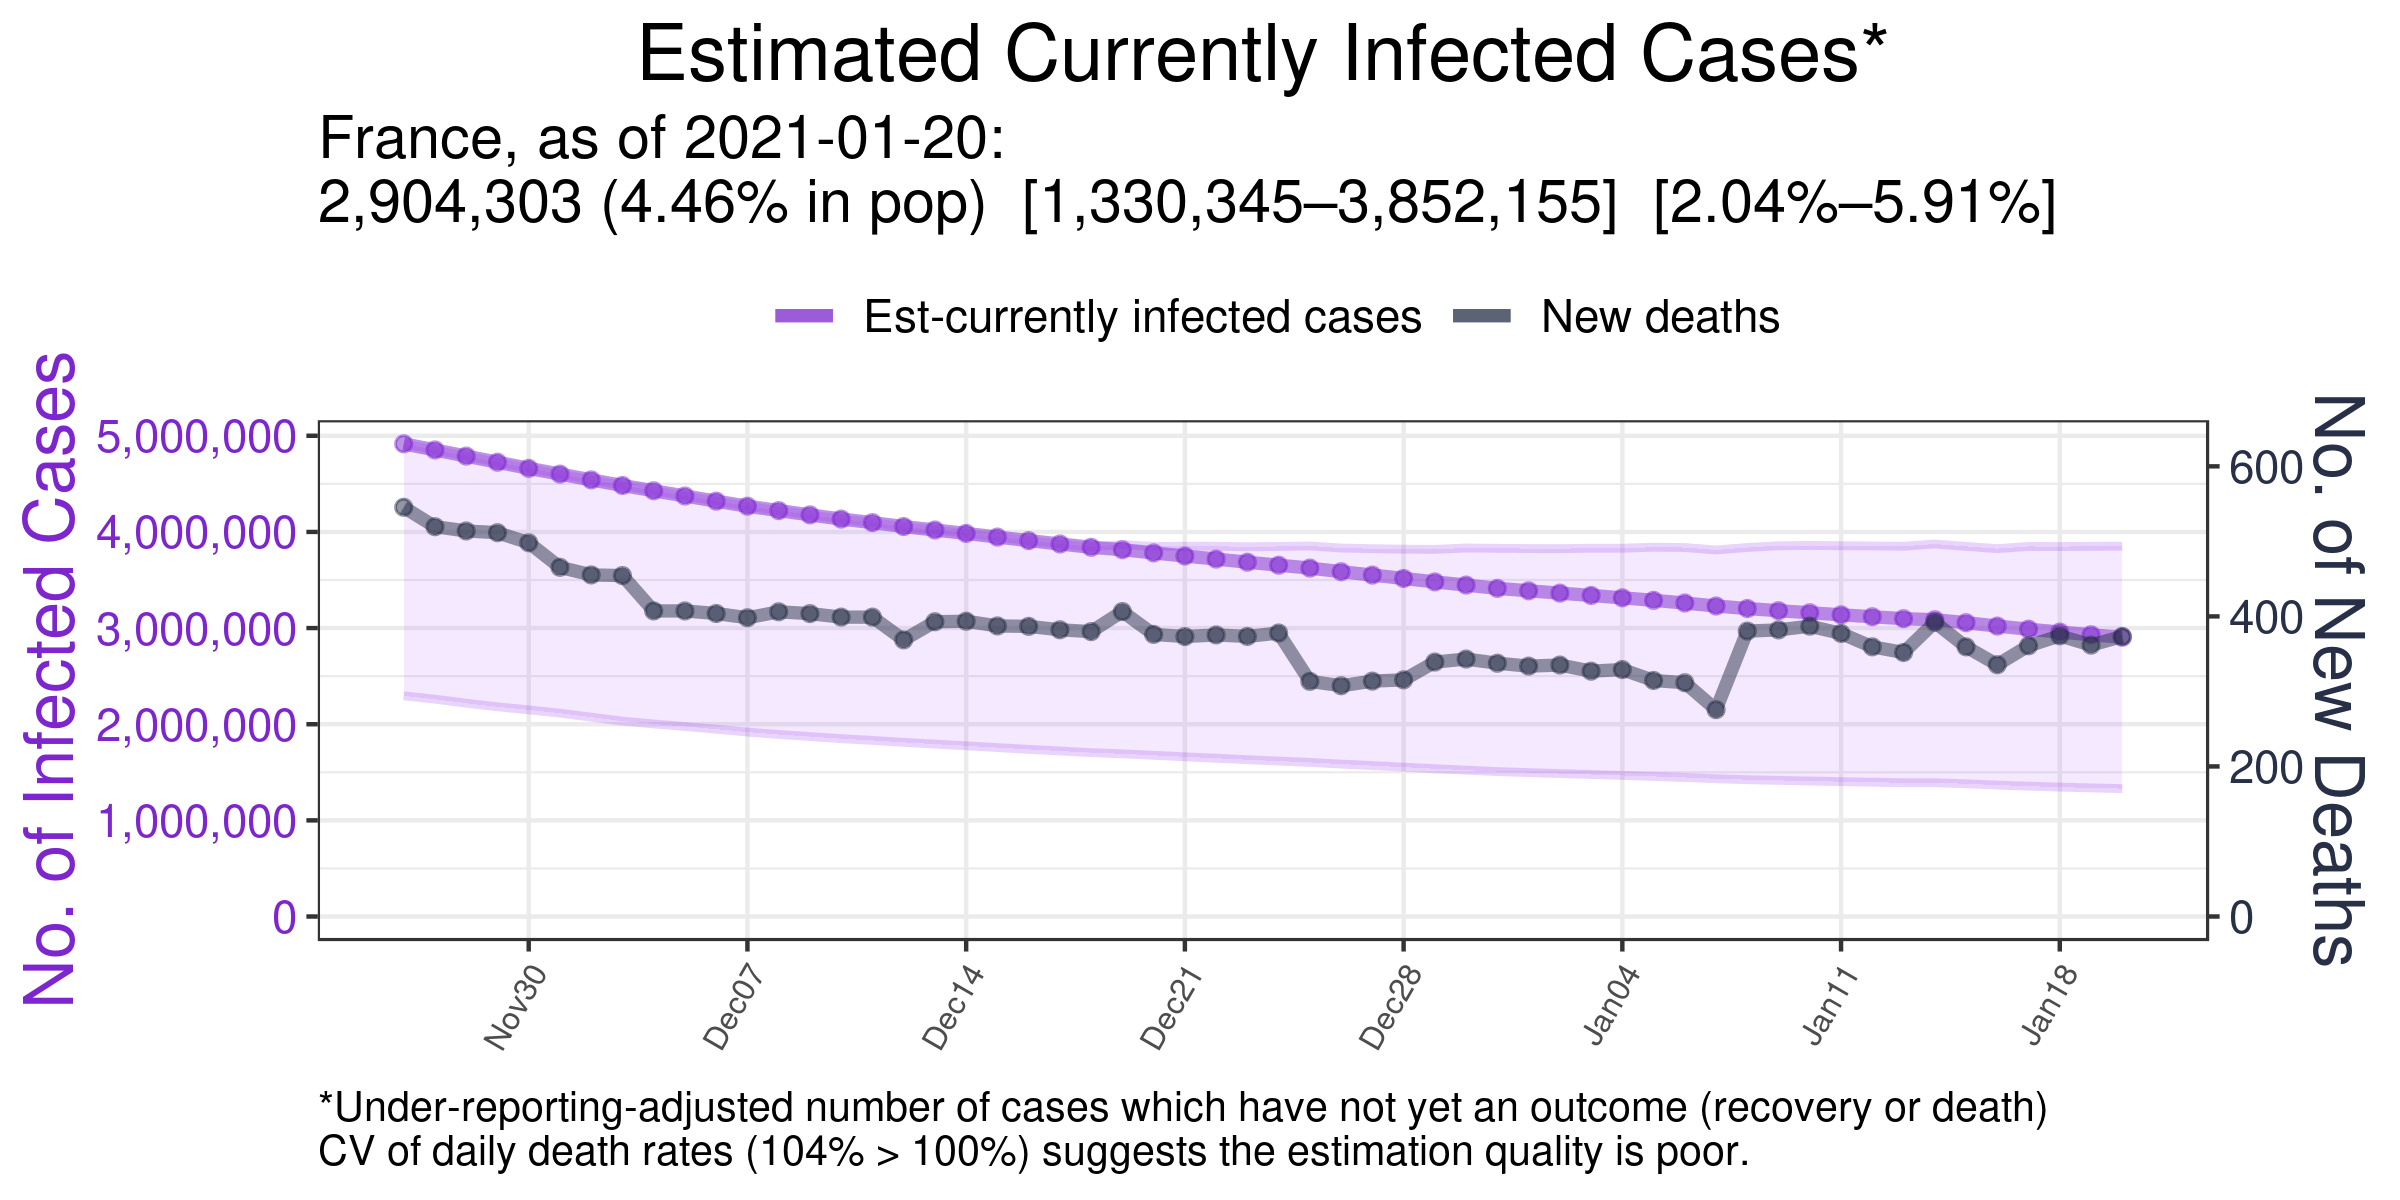 Estimated Currently Infected Cases*
France, as of 2021-01-20:
2,904,303 (4.46% in pop) [1,330,345–3,852,155] [2.04%–5.91%]
Est-currently infected cases
New deaths
No. of Infected Cases
5,000,000
4,000,000
3,000,000
2,000,000
1,000,000
0
600
400
200
0
No. of New Deaths
Nov30
Dec07
Dec14
Dec21
Dec28
Jan04
Jan11
Jan18
*Under-reporting-adjusted number of cases which have not yet an outcome (recovery or death)
CV of daily death rates (104% > 100%) suggests the estimation quality is poor.